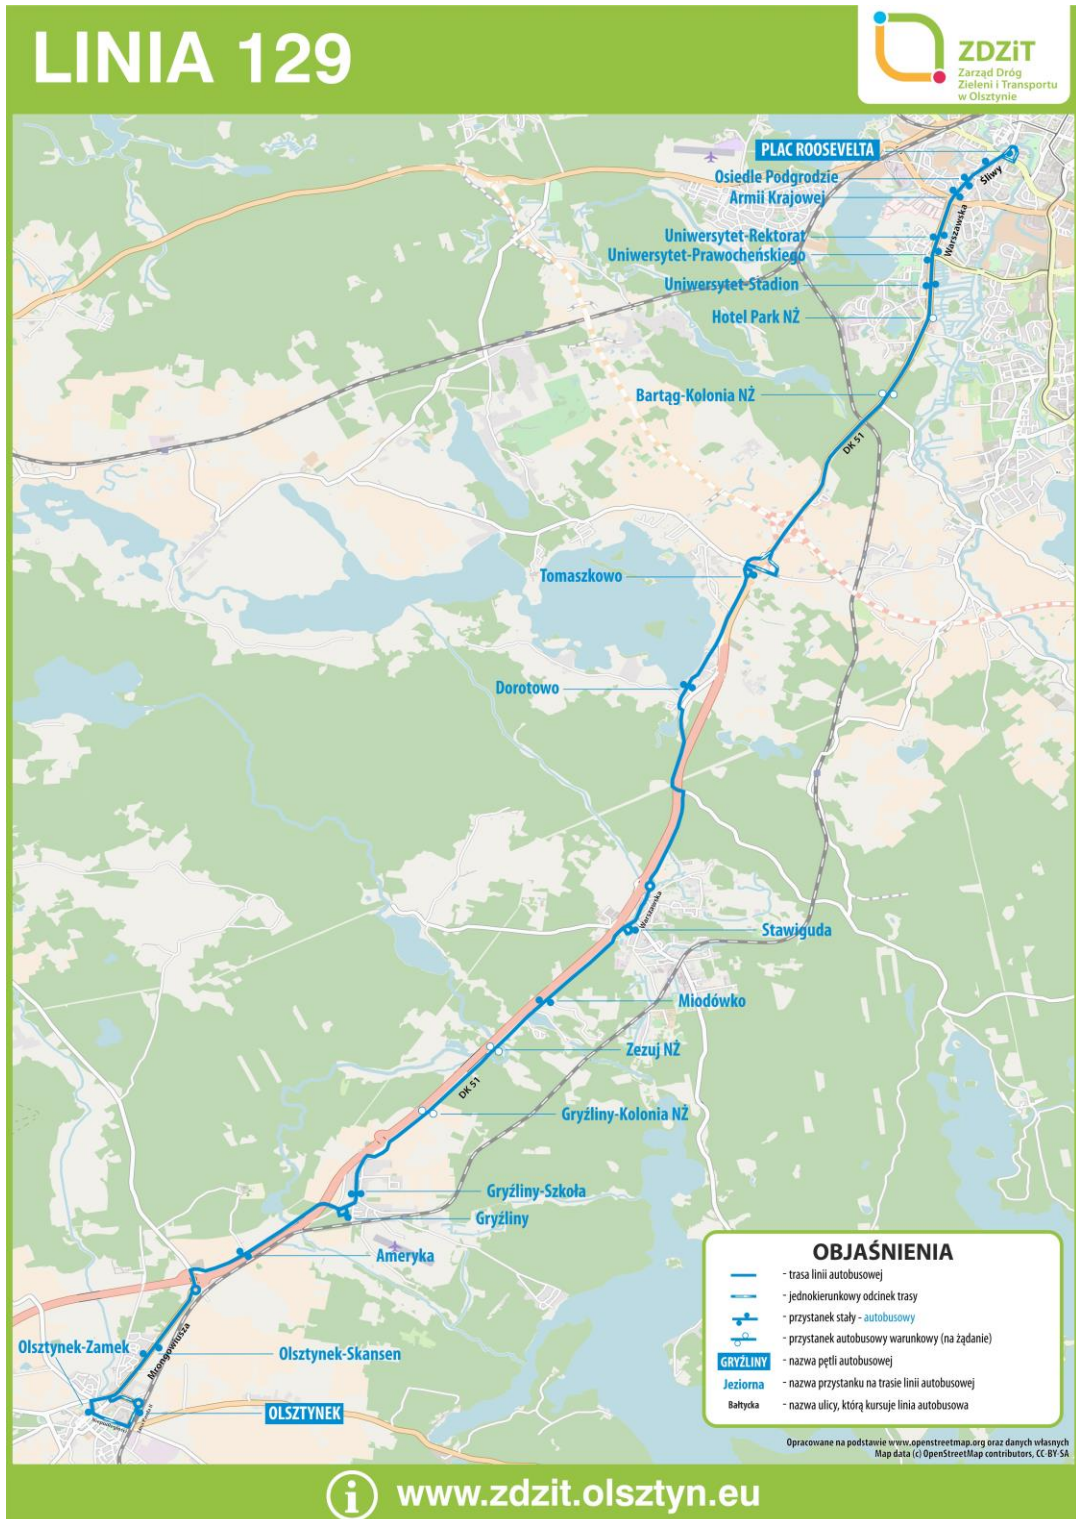 LINIA 129
ZDZiT
Zarząd Dróg
Zieleni i Transportu
w Olsztynie
PLAC ROOSEVELTA
Osiedle Podgrodzie
Śliwy
Armii Krajowej
Warszawska
Uniwersytet-Rektorat
Uniwersytet-Prawocheńskiego
Uniwersytet-Stadion
Hotel Park NŻ
Bartąg-Kolonia NŻ
DK 51
Tomaszkowo
Dorotowo
Warszawska
Stawiguda
Miodówko
Zezuj NŻ
DK 51
Gryźliny-Kolonia NŻ
Gryźliny-Szkoła
Gryźliny
Ameryka
Olsztynek-Zamek
Mrongowiusza
Olsztynek-Skansen
OLSZTYNEK
OBJAŚNIENIA
- trasa linii autobusowej
- jednokierunkowy odcinek trasy
- przystanek stały - autobusowy
- przystanek autobusowy warunkowy (na żądanie)
GRYŹLINY - nazwa pętli autobusowej
Jeziorna - nazwa przystanku na trasie linii autobusowej
Bałtycka - nazwa ulicy, którą kursuje linia autobusowa
Opracowane na podstawie www.openstreetmap.org oraz danych własnych
Map data (c) OpenStreetMap contributors, CC-BY-SA
i www.zdzit.olsztyn.eu